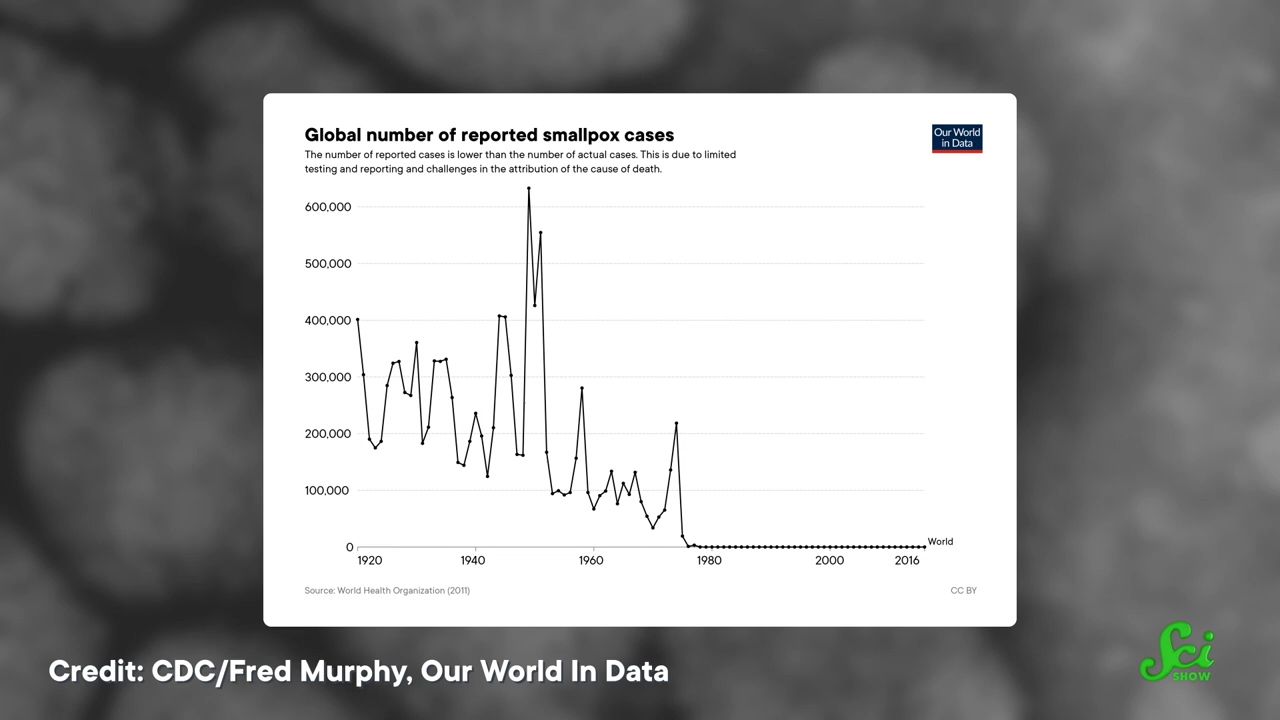 Global number of reported smallpox cases
Our World
in Data
The number of reported cases is lower than the number of actual cases. This is due to limited
testing and reporting and challenges in the attribution of the cause of death.
600,000
500,000
400,000
300,000
200,000
100,000
0
World
1920
1940
1960
1980
2000
2016
Source: World Health Organization (2011)
CC BY
Credit: CDC/Fred Murphy, Our World In Data
Sci
SHOW